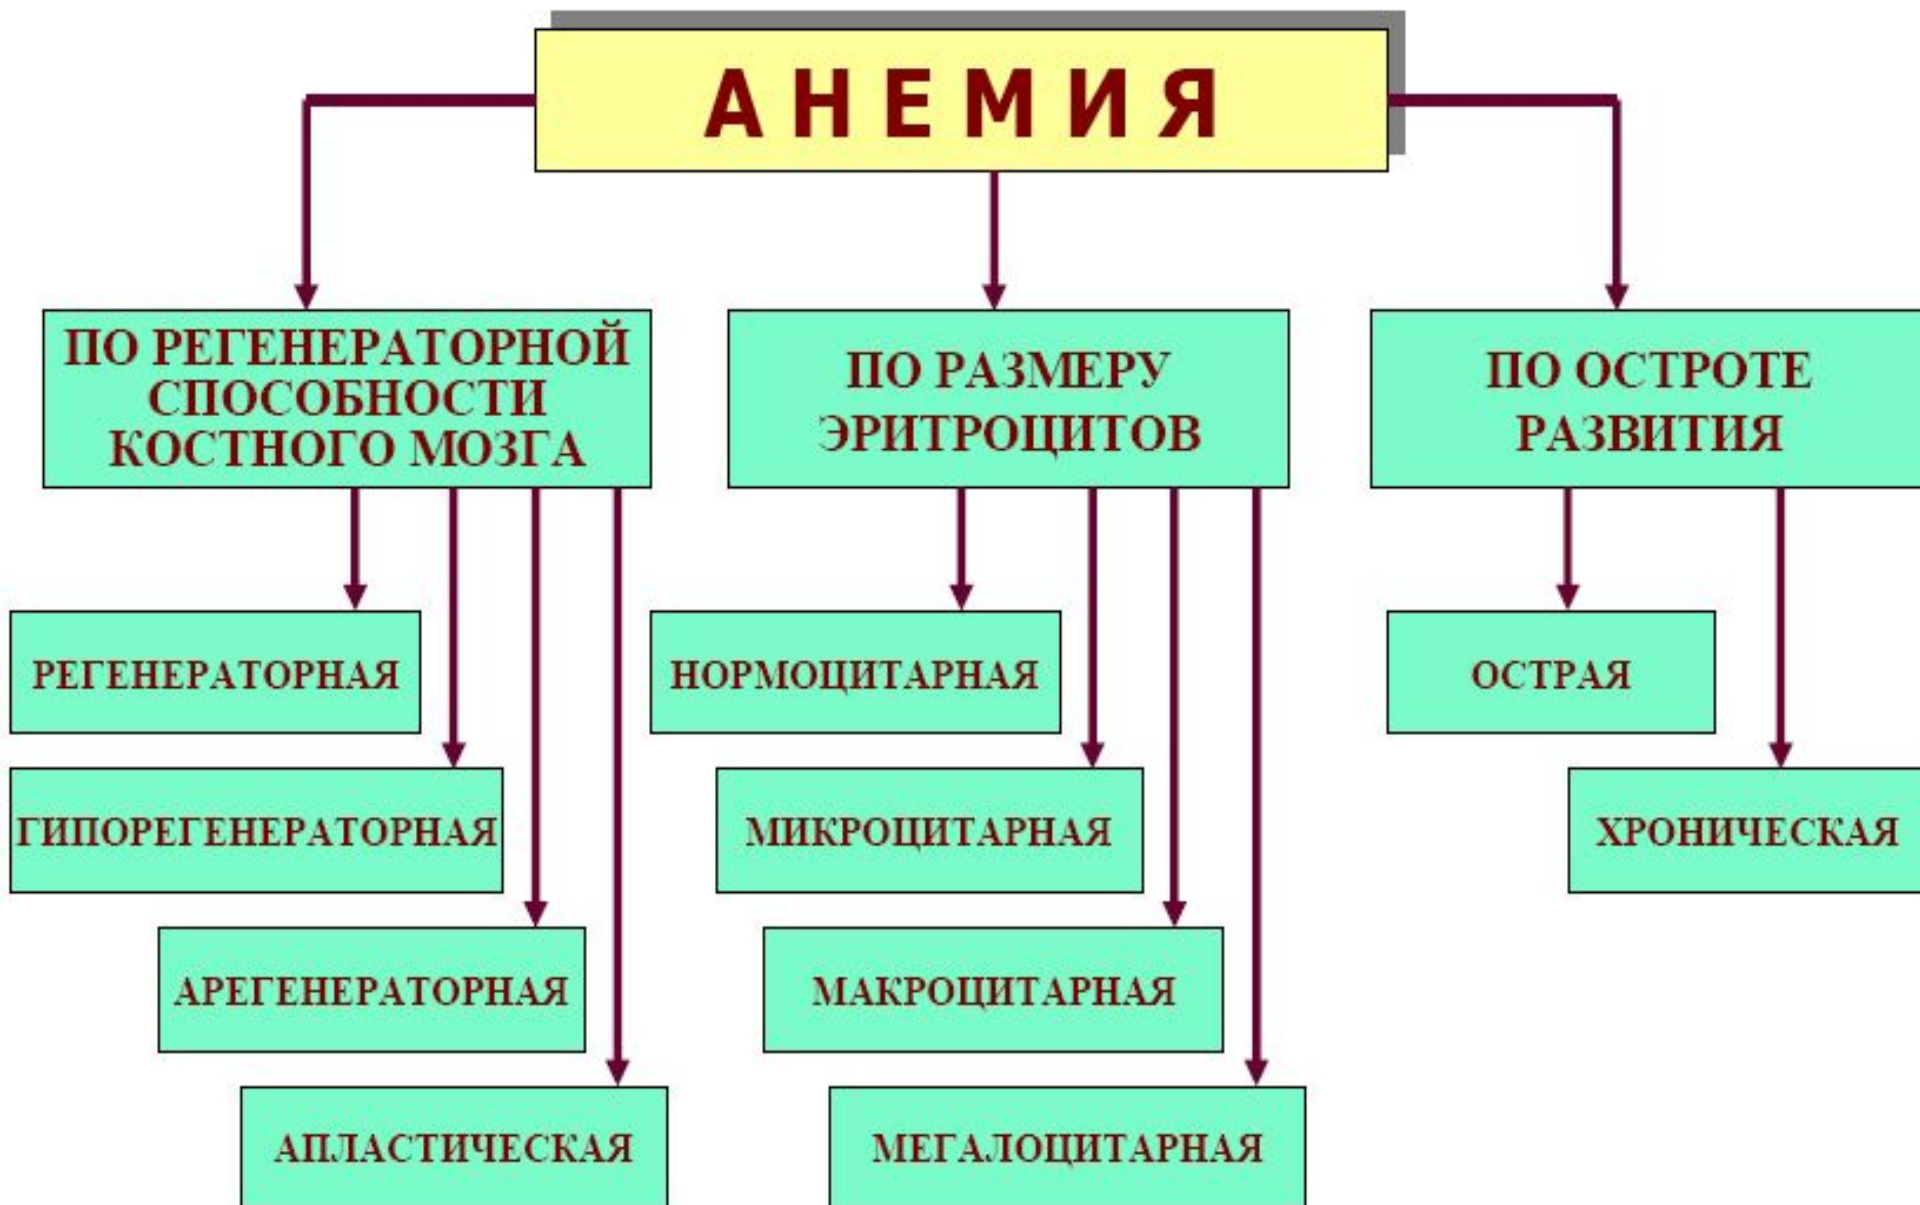 АНЕМИЯ
ПО РЕГЕНЕРАТОРНОЙ
СПОСОБНОСТИ
КОСТНОГО МОЗГА
РЕГЕНЕРАТОРНАЯ
ГИПОРЕГЕНЕРАТОРНАЯ
АРЕГЕНЕРАТОРНАЯ
АПЛАСТИЧЕСКАЯ
ПО РАЗМЕРУ
ЭРИТРОЦИТОВ
НОРМОЦИТАРНАЯ
МИКРОЦИТАРНАЯ
МАКРОЦИТАРНАЯ
МЕГАЛОЦИТАРНАЯ
ПО ОСТРОТЕ
РАЗВИТИЯ
ОСТРАЯ
ХРОНИЧЕСКАЯ